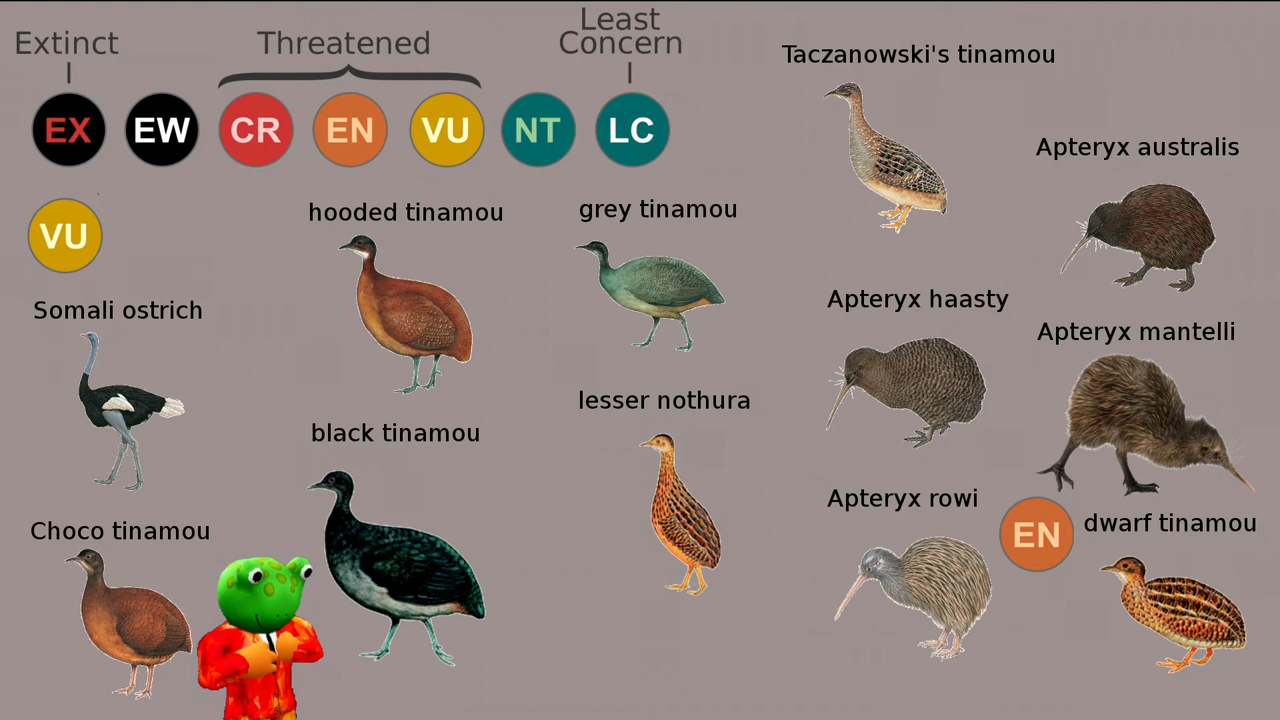 Extinct
Threatened
Least
Concern
EX
EW
CR
EN
VU
NT
LC
VU
Somali ostrich
Choco tinamou
hooded tinamou
black tinamou
grey tinamou
lesser nothura
Taczanowski's tinamou
Apteryx australis
Apteryx haasty
Apteryx mantelli
Apteryx rowi
EN
dwarf tinamou